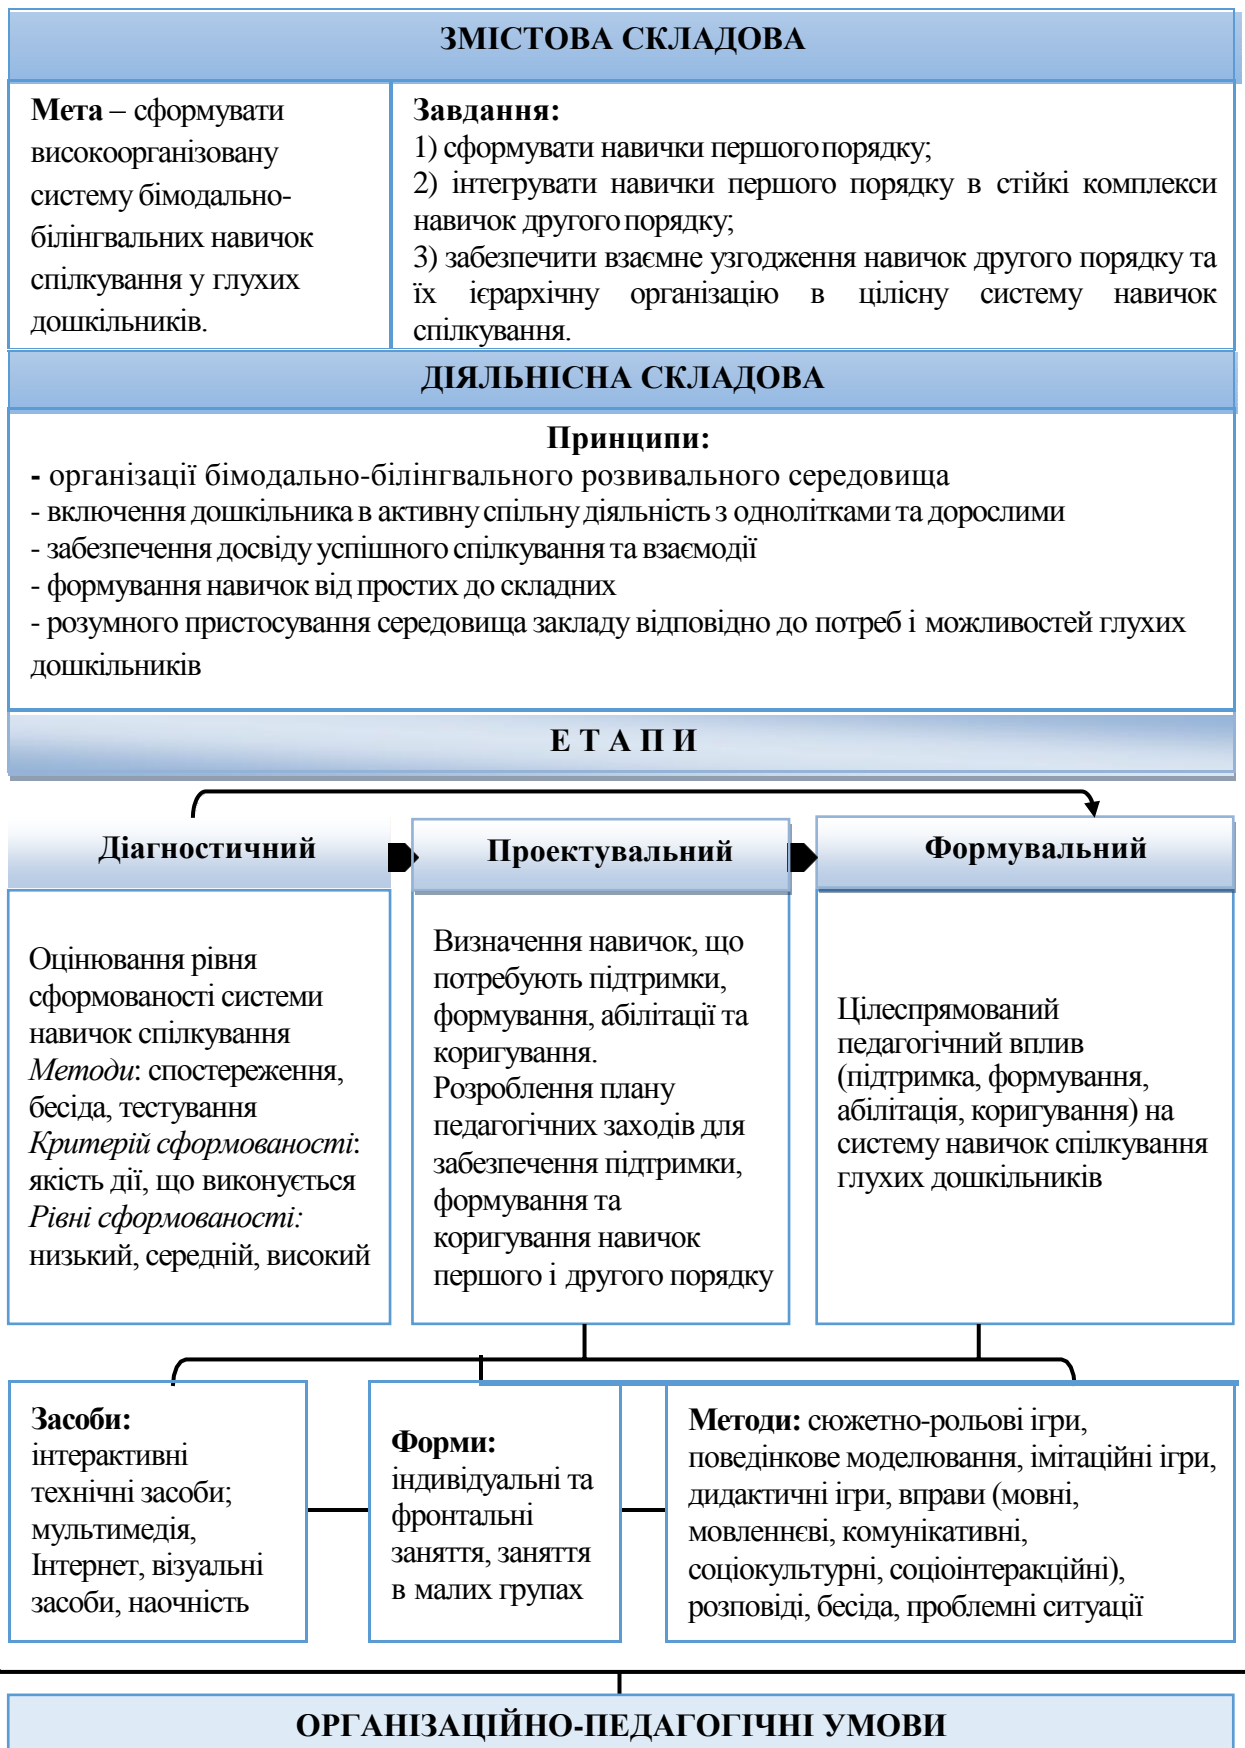 ЗМІСТОВА СКЛАДОВА
Мета – сформувати
високоорганізовану
систему бімодально-
білінгвальних навичок
спілкування у глухих
дошкільників.
Завдання:
1) сформувати навички першого порядку;
2) інтегрувати навички першого порядку в стійкі комплекси
навичок другого порядку;
3) забезпечити взаємне узгодження навичок другого порядку та
їх ієрархічну організацію в цілісну систему навичок
спілкування.
ДІЯЛЬНІСНА СКЛАДОВА
Принципи:
- організації бімодально-білінгвального розвивального середовища
- включення дошкільника в активну спільну діяльність з однолітками та дорослими
- забезпечення досвіду успішного спілкування та взаємодії
- формування навичок від простих до складних
- розумного пристосування середовища закладу відповідно до потреб і можливостей глухих
дошкільників
Е Т А П И
Діагностичний
Оцінювання рівня
сформованості системи
навичок спілкування
Методи: спостереження,
бесіда, тестування
Критерій сформованості:
якість дії, що виконується
Рівні сформованості:
низький, середній, високий
Проектувальний
Визначення навичок, що
потребують підтримки,
формування, абілітації та
коригування.
Розроблення плану
педагогічних заходів для
забезпечення підтримки,
формування та
коригування навичок
першого і другого порядку
Формувальний
Цілеспрямований
педагогічний вплив
(підтримка, формування,
абілітація, коригування) на
систему навичок спілкування
глухих дошкільників
Засоби:
інтерактивні
технічні засоби;
мультимедія,
Інтернет, візуальні
засоби, наочність
Форми:
індивідуальні та
фронтальні
заняття, заняття
в малих групах
Методи: сюжетно-рольові ігри,
поведінкове моделювання, імітаційні ігри,
дидактичні ігри, вправи (мовні,
мовленнєві, комунікативні,
соціокультурні, соціоінтеракційні),
розповіді, бесіда, проблемні ситуації
ОРГАНІЗАЦІЙНО-ПЕДАГОГІЧНІ УМОВИ